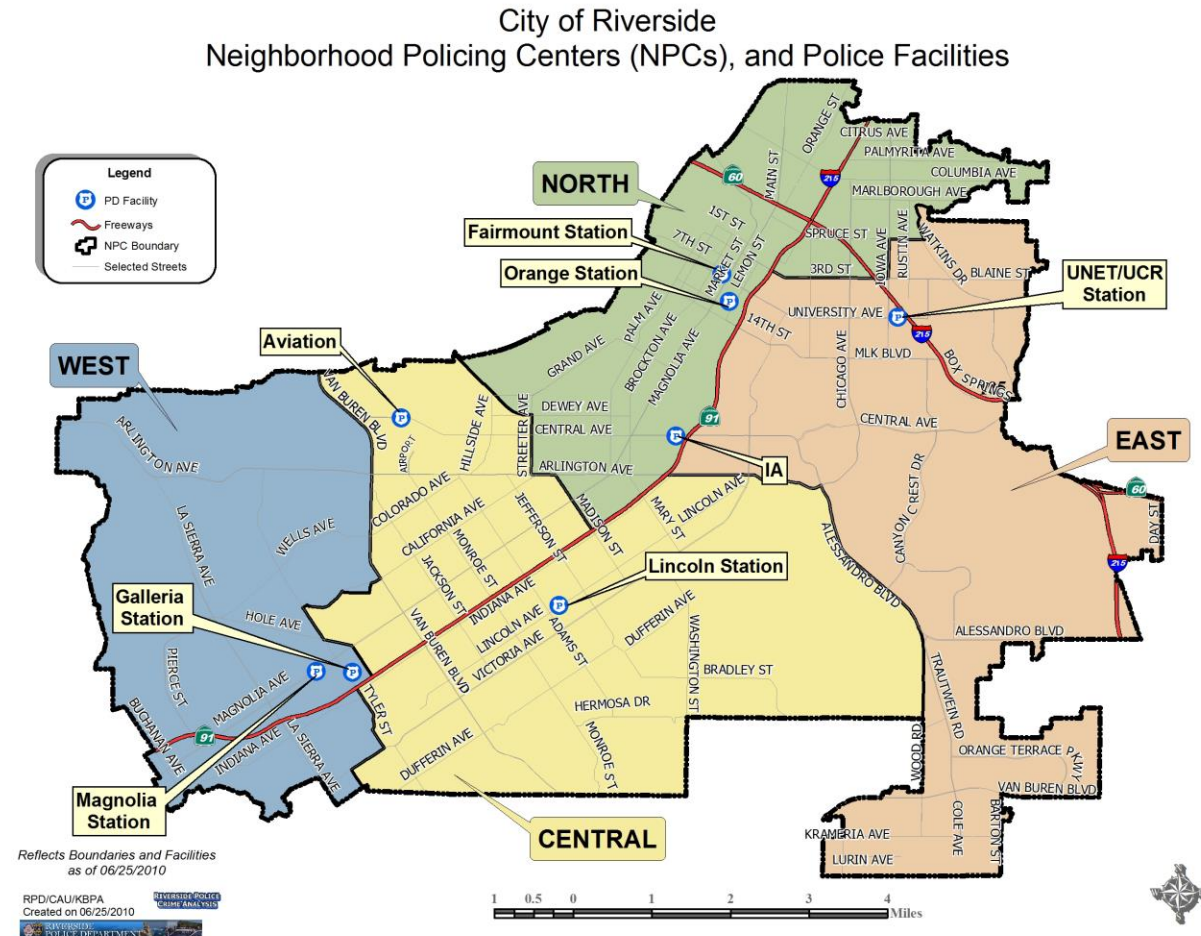 City of Riverside
Neighborhood Policing Centers (NPCs), and Police Facilities
Legend
PD Facility
Freeways
NPC Boundary
Selected Streets
NORTH
Fairmount Station
Orange Station
UNET/UCR
Station
Aviation
WEST
EAST
IA
Lincoln Station
Galleria
Station
Magnolia
Station
CENTRAL
ORANGE ST
CITRUS AVE
PALMYRITA AVE
COLUMBIA AVE
MARLBOROUGH AVE
MAIN ST
60
215
1ST ST
7TH ST
MARKET ST
LEMON ST
SPRUCE ST
3RD ST
IOWA AVE
RUSTIN AVE
WATKINS DR
BLAINE ST
UNIVERSITY AVE
14TH ST
MLK BLVD
215
BOX SPRINGS
CHICAGO AVE
PALM AVE
BROCKTON AVE
MAGNOLIA AVE
GRAND AVE
DEWEY AVE
CENTRAL AVE
ARLINGTON AVE
STREETER AVE
HILLSIDE AVE
91
CENTRAL AVE
CANYON CREST DR
60
DAY ST
215
VAN BUREN BLVD
AIRPORT
ARLINGTON AVE
LA SIERRA AVE
WELLS AVE
COLORADO AVE
CALIFORNIA AVE
JEFFERSON ST
MONROE ST
JACKSON ST
MADISON ST
MARY ST
LINCOLN AVE
INDIANA AVE
LINCOLN AVE
VICTORIA AVE
ADAMS ST
DUFFERIN AVE
WASHINGTON ST
BRADLEY ST
ALESSANDRO BLVD
ALESSANDRO BLVD
HOLE AVE
PIERCE ST
MAGNOLIA AVE
BUCHANAN AVE
91
INDIANA AVE
LA SIERRA AVE
TYLER ST
VAN BUREN BLVD
DUFFERIN AVE
HERMOSA DR
MONROE ST
WOOD RD
TRAUTWEIN RD
ORANGE TERRACE PKWY
VAN BUREN BLVD
KRAMERIA AVE
LURIN AVE
COLE AVE
BARTON ST
Reflects Boundaries and Facilities
as of 06/25/2010
RPD/CAU/KBPA
Created on 06/25/2010
RIVERSIDE POLICE
CRIME ANALYSIS
RIVERSIDE
POLICE DEPARTMENT
1 0.5 0 1 2 3 4
Miles